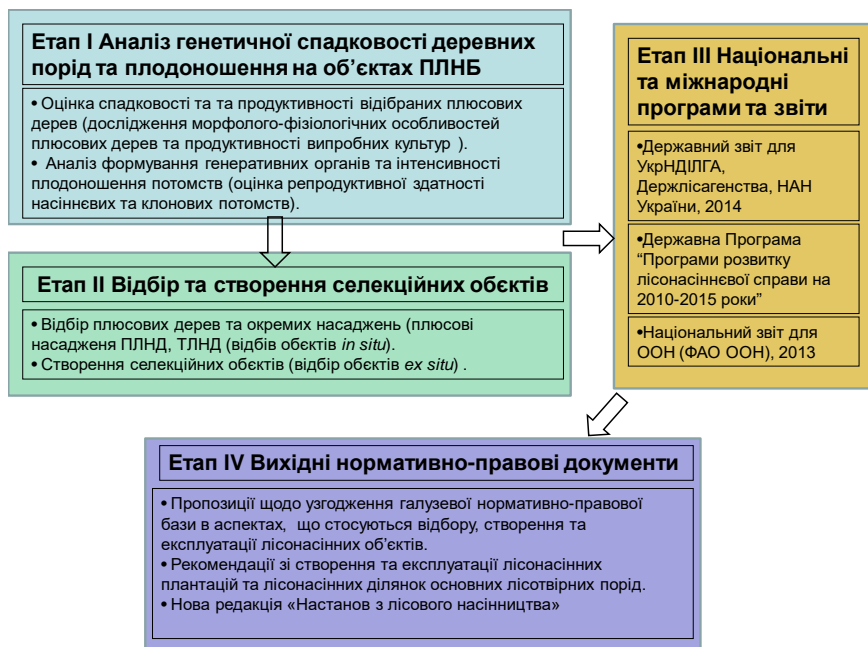 Етап І Аналіз генетичної спадковості деревних
порід та плодоношення на об’єктах ПЛНБ
• Оцінка спадковості та та продуктивності відібраних плюсових
дерев (дослідження морфолого-фізіологічних особливостей
плюсових дерев та продуктивності випробних культур ).
• Аналіз формування генеративних органів та інтенсивності
плодоношення потомств (оцінка репродуктивної здатності
насіннєвих та клонових потомств).
Етап ІІ Відбір та створення селекційних обєктів
• Відбір плюсових дерев та окремих насаджень (плюсові
насадженя ПЛНД, ТЛНД (відбів обєктів in situ).
• Створення селекційних обєктів (відбір обєктів ex situ) .
Етап ІІІ Національні
та міжнародні
програми та звіти
•Державний звіт для
УкрНДІЛГА,
Держлісагенства, НАН
України, 2014
•Державна Програма
“Програми розвитку
лісонасіннєвої справи на
2010-2015 роки”
•Національний звіт для
ООН (ФАО ООН), 2013
Етап IV Вихідні нормативно-правові документи
• Пропозиції щодо узгодження галузевої нормативно-правової
бази в аспектах, що стосуються відбору, створення та
експлуатації лісонасінних об’єктів.
• Рекомендації зі створення та експлуатації лісонасінних
плантацій та лісонасінних ділянок основних лісотвірних порід.
• Нова редакція «Настанов з лісового насінництва»